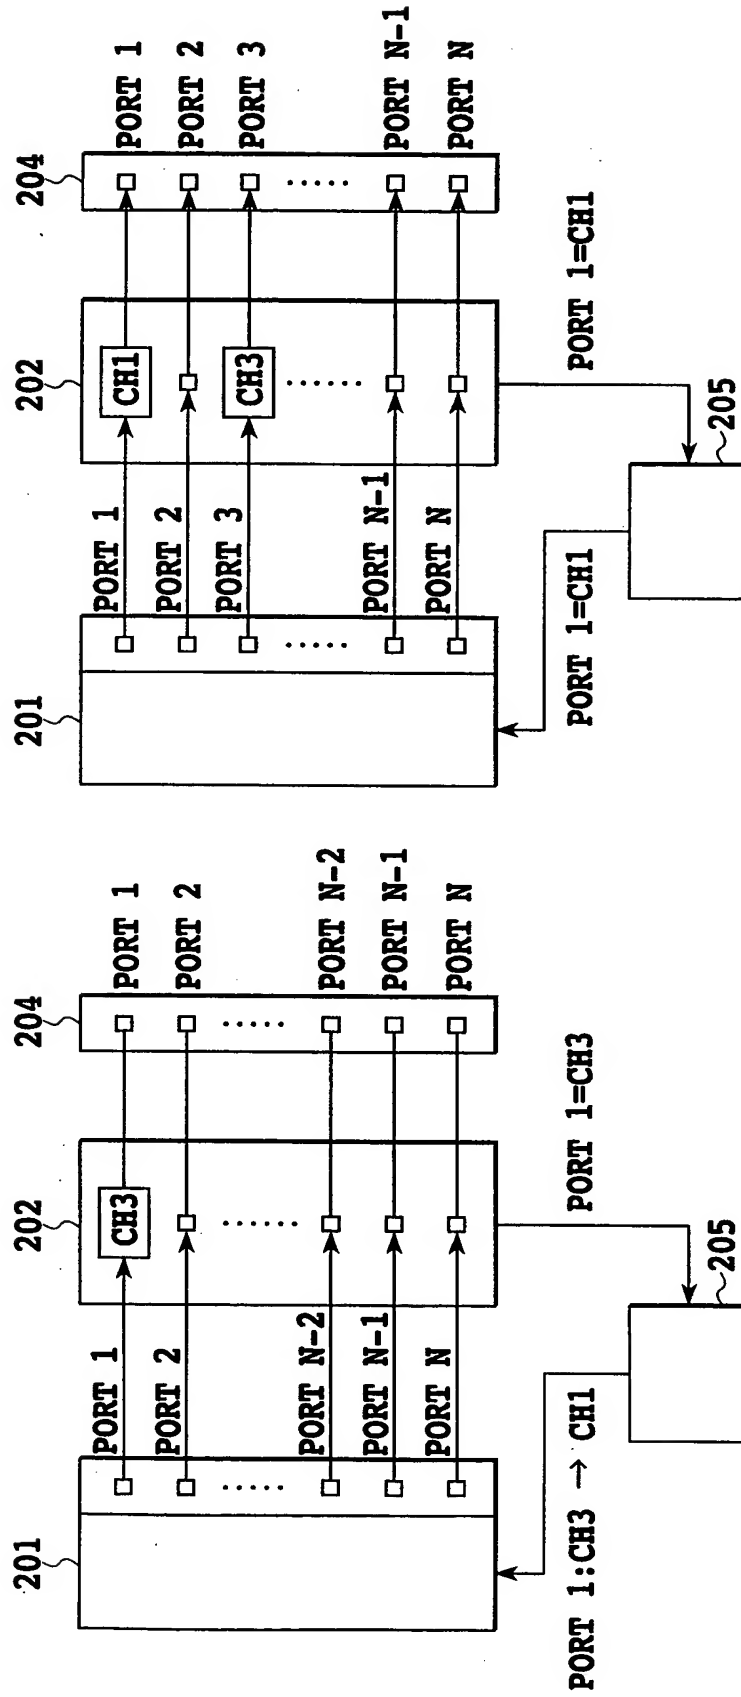 201
202
204
PORT 1
PORT 1
CH3
PORT 2
PORT 2
.....
......
.....
PORT N-2
PORT N-2
PORT N-1
PORT N-1
PORT N
PORT N
PORT 1:CH3 → CH1
PORT 1=CH3
205
201
202
204
PORT 1
CH1
PORT 1
PORT 2
PORT 2
PORT 3
CH3
PORT 3
.....
......
.....
PORT N-1
PORT N-1
PORT N
PORT N
PORT 1=CH1
PORT 1=CH1
205